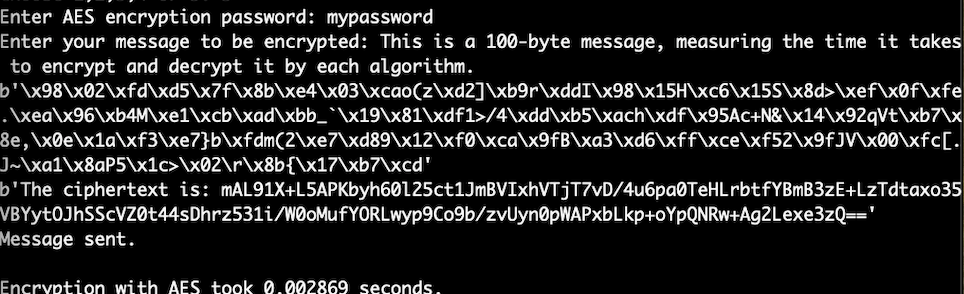 Enter AES encryption password: mypassword
Enter your message to be encrypted: This is a 100-byte message, measuring the time it takes
to encrypt and decrypt it by each algorithm.
b'\x98\x02\xfd\xd5\x7f\x8b\xe4\x03\xcao(z\xd2]\xb9r\xddI\x98\x15H\xc6\x15S\x8d>\xef\x0f\xfe
.\xea\x96\xb4M\xe1\xcb\xad\xbb_`\x19\x81\xdf1>/4\xdd\xb5\xach\xdf\x95Ac+N&\x14\x92qVt\xb7\x
8e,\x0e\x1a\xf3\xe7}b\xfdm(2\xe7\xd89\x12\xf0\xca\x9fB\xa3\xd6\xff\xce\xf52\x9fJV\x00\xfc[.
J~\xa1\x8aP5\x1c>\x02\r\x8b{\x17\xb7\xcd'
b'The ciphertext is: mAL91X+L5APKbyh60l25ct1JmBVIxhVTjT7vD/4u6pa0TeHLrbtfYBmB3zE+LzTdtaxo35
VBYytOJhSScVZ0t44sDhrz531i/W0oMufYORLwyp9Co9b/zvUyn0pWAPxbLkp+oYpQNRw+Ag2Lexe3zQ=='
Message sent.
Encryption with AES took 0.002869 seconds.